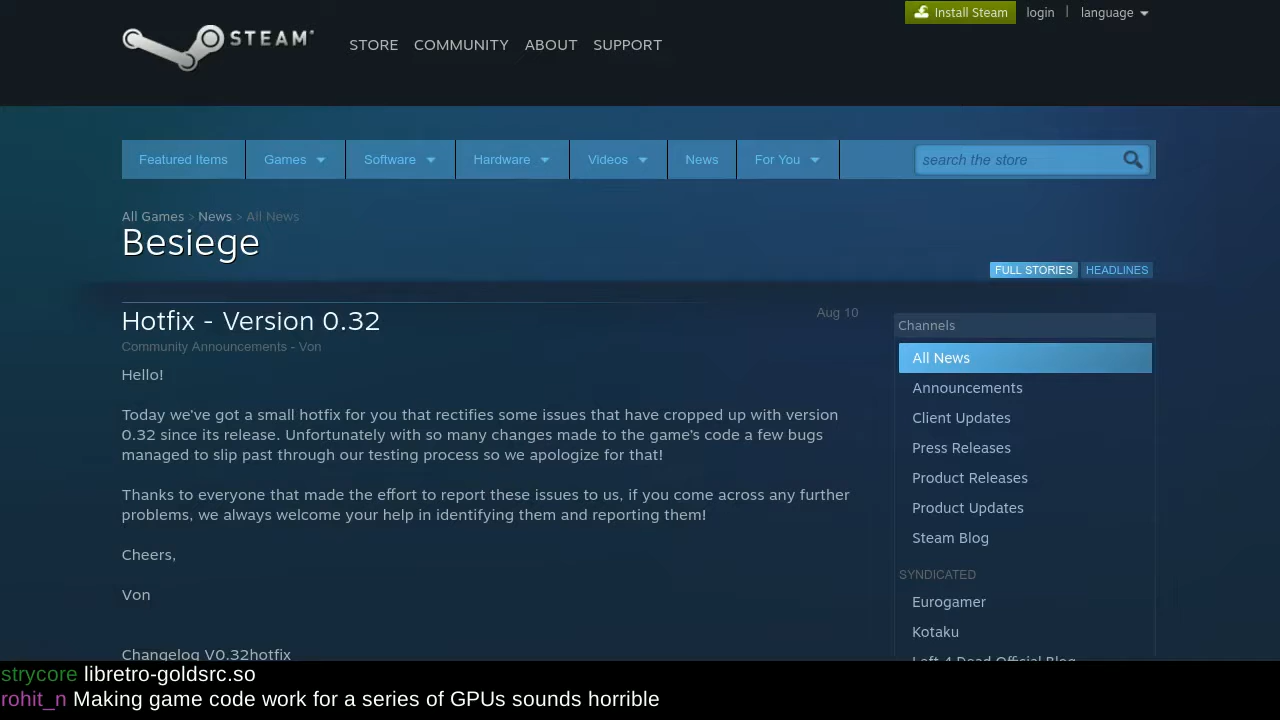 Install Steam login | language
STEAM STORE COMMUNITY ABOUT SUPPORT
Featured Items Games Software Hardware Videos News For You search the store
All Games > News > All News
Besiege
FULL STORIES HEADLINES
Hotfix - Version 0.32
Aug 10
Community Announcements - Von
Hello!
Today we've got a small hotfix for you that rectifies some issues that have cropped up with version
0.32 since its release. Unfortunately with so many changes made to the game's code a few bugs
managed to slip past through our testing process so we apologize for that!
Thanks to everyone that made the effort to report these issues to us, if you come across any further
problems, we always welcome your help in identifying them and reporting them!
Cheers,
Von
Changelog V0.32hotfix
Channels
All News
Announcements
Client Updates
Press Releases
Product Releases
Product Updates
Steam Blog
SYNDICATED
Eurogamer
Kotaku
Left 4 Dead Official Blog
strycore libretro-goldsrc.so
rohit_n Making game code work for a series of GPUs sounds horrible